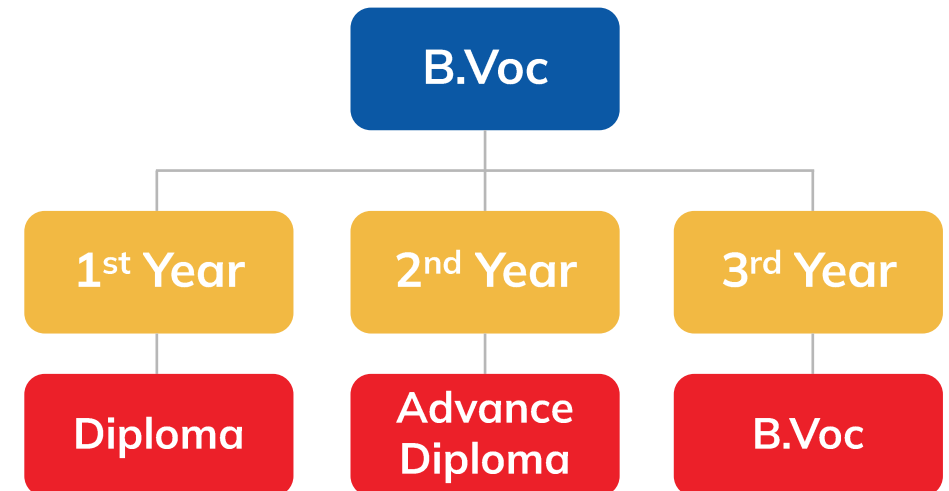 B.Voc
1st Year
2nd Year
3rd Year
Diploma
Advance
Diploma
B.Voc